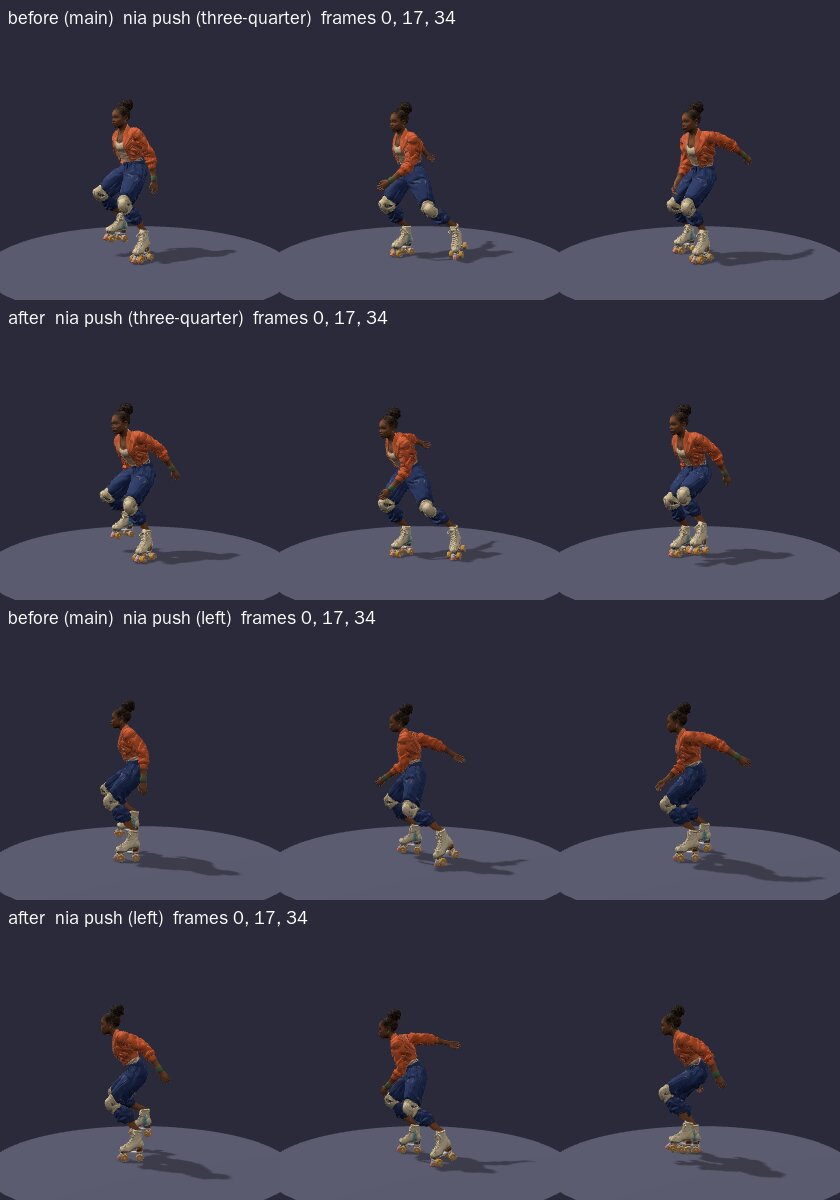 before (main)  nia push (three-quarter)  frames 0, 17, 34
after  nia push (three-quarter)  frames 0, 17, 34
before (main)  nia push (left)  frames 0, 17, 34
after  nia push (left)  frames 0, 17, 34